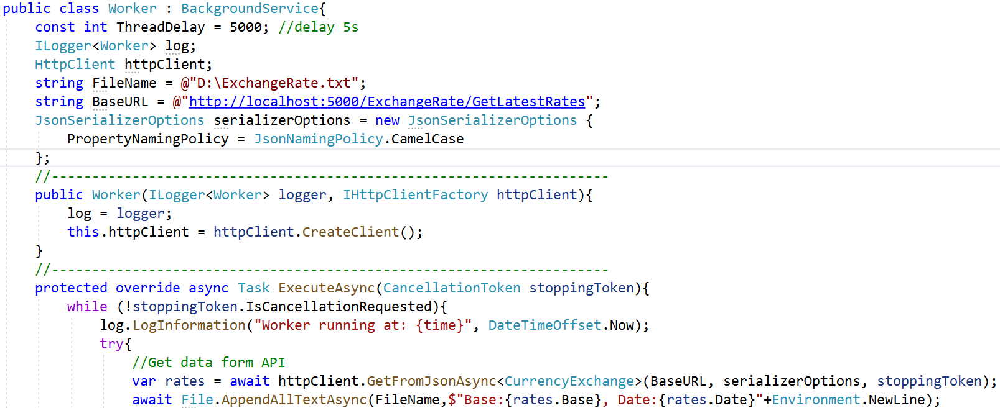 public class Worker : BackgroundService{
    const int ThreadDelay = 5000; //delay 5s
    ILogger<Worker> log;
    HttpClient httpClient;
    string FileName = @"D:\ExchangeRate.txt";
    string BaseURL = @"http://localhost:5000/ExchangeRate/GetLatestRates";
    JsonSerializerOptions serializerOptions = new JsonSerializerOptions {
        PropertyNamingPolicy = JsonNamingPolicy.CamelCase
    };
    //---------------------------------------------------------------------
    public Worker(ILogger<Worker> logger, IHttpClientFactory httpClient){
        log = logger;
        this.httpClient = httpClient.CreateClient();
    }
    //---------------------------------------------------------------------
    protected override async Task ExecuteAsync(CancellationToken stoppingToken){
        while (!stoppingToken.IsCancellationRequested){
            log.LogInformation("Worker running at: {time}", DateTimeOffset.Now);
            try{
                //Get data form API
                var rates = await httpClient.GetFromJsonAsync<CurrencyExchange>(BaseURL, serializerOptions, stoppingToken);
                await File.AppendAllTextAsync(FileName,$"Base:{rates.Base}, Date:{rates.Date}"+Environment.NewLine);